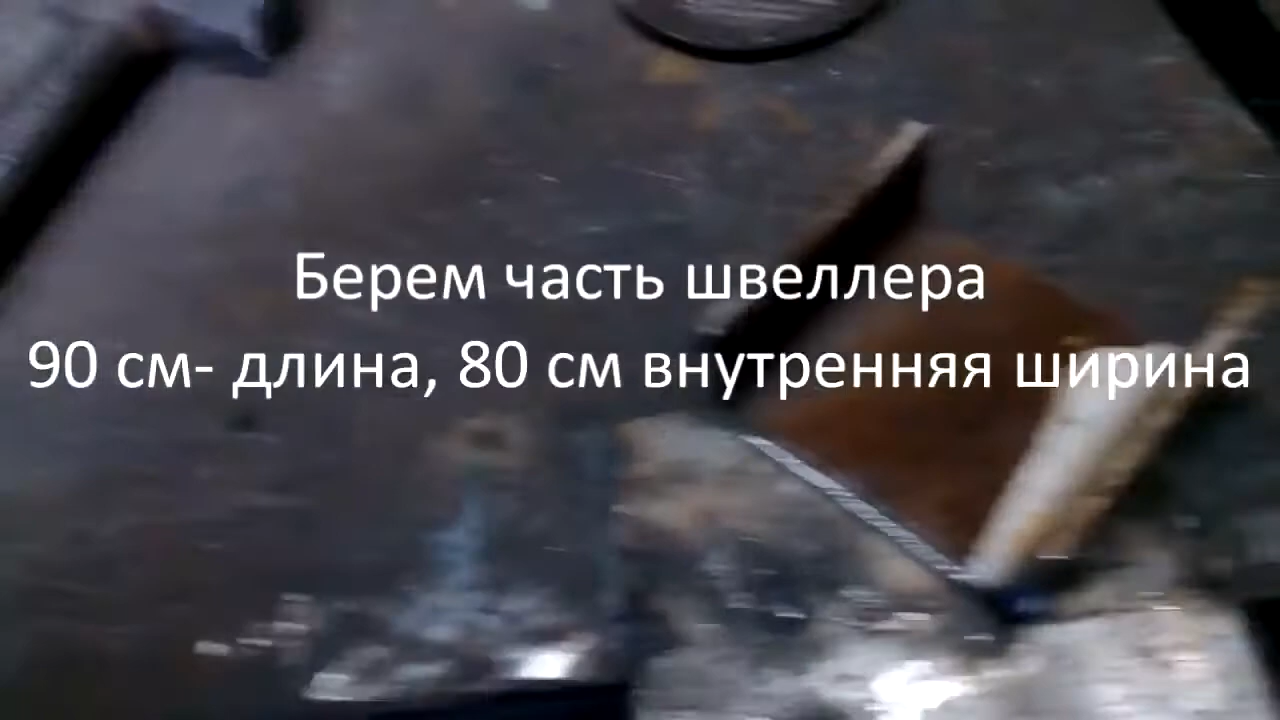 Берем часть швеллера
90 см- длина, 80 см внутренняя ширина